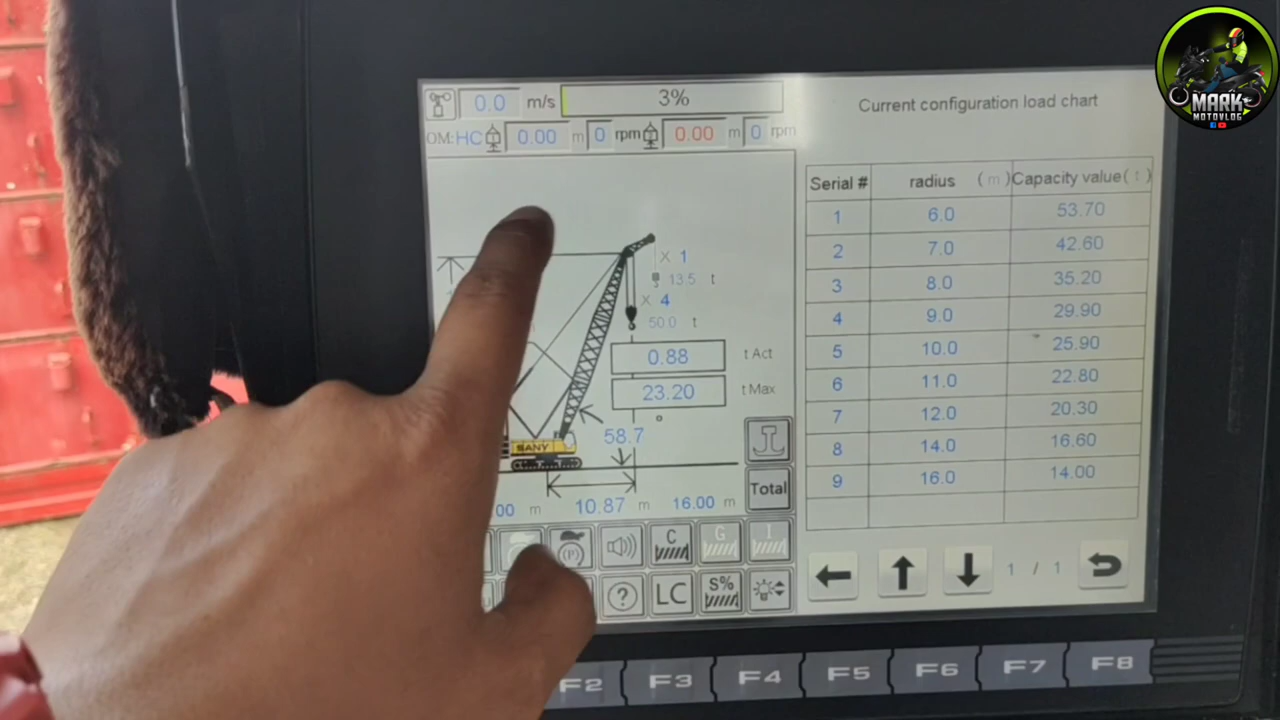 MARK
MOTOVLOG
0.0 m/s 3%
OM: HC 0.00 m 0 rpm 0.00 m 0 rpm
X 1
13.5 t
X 4
50.0 t
0.88 t Act
23.20 t Max
°
58.7
SANY
00 m 10.87 m 16.00 m
Total
(P) C G I
? LC S%
Current configuration load chart
Serial # radius (m) Capacity value(t)
1 6.0 53.70
2 7.0 42.60
3 8.0 35.20
4 9.0 29.90
5 10.0 25.90
6 11.0 22.80
7 12.0 20.30
8 14.0 16.60
9 16.0 14.00
1 / 1
F2 F3 F4 F5 F6 F7 F8